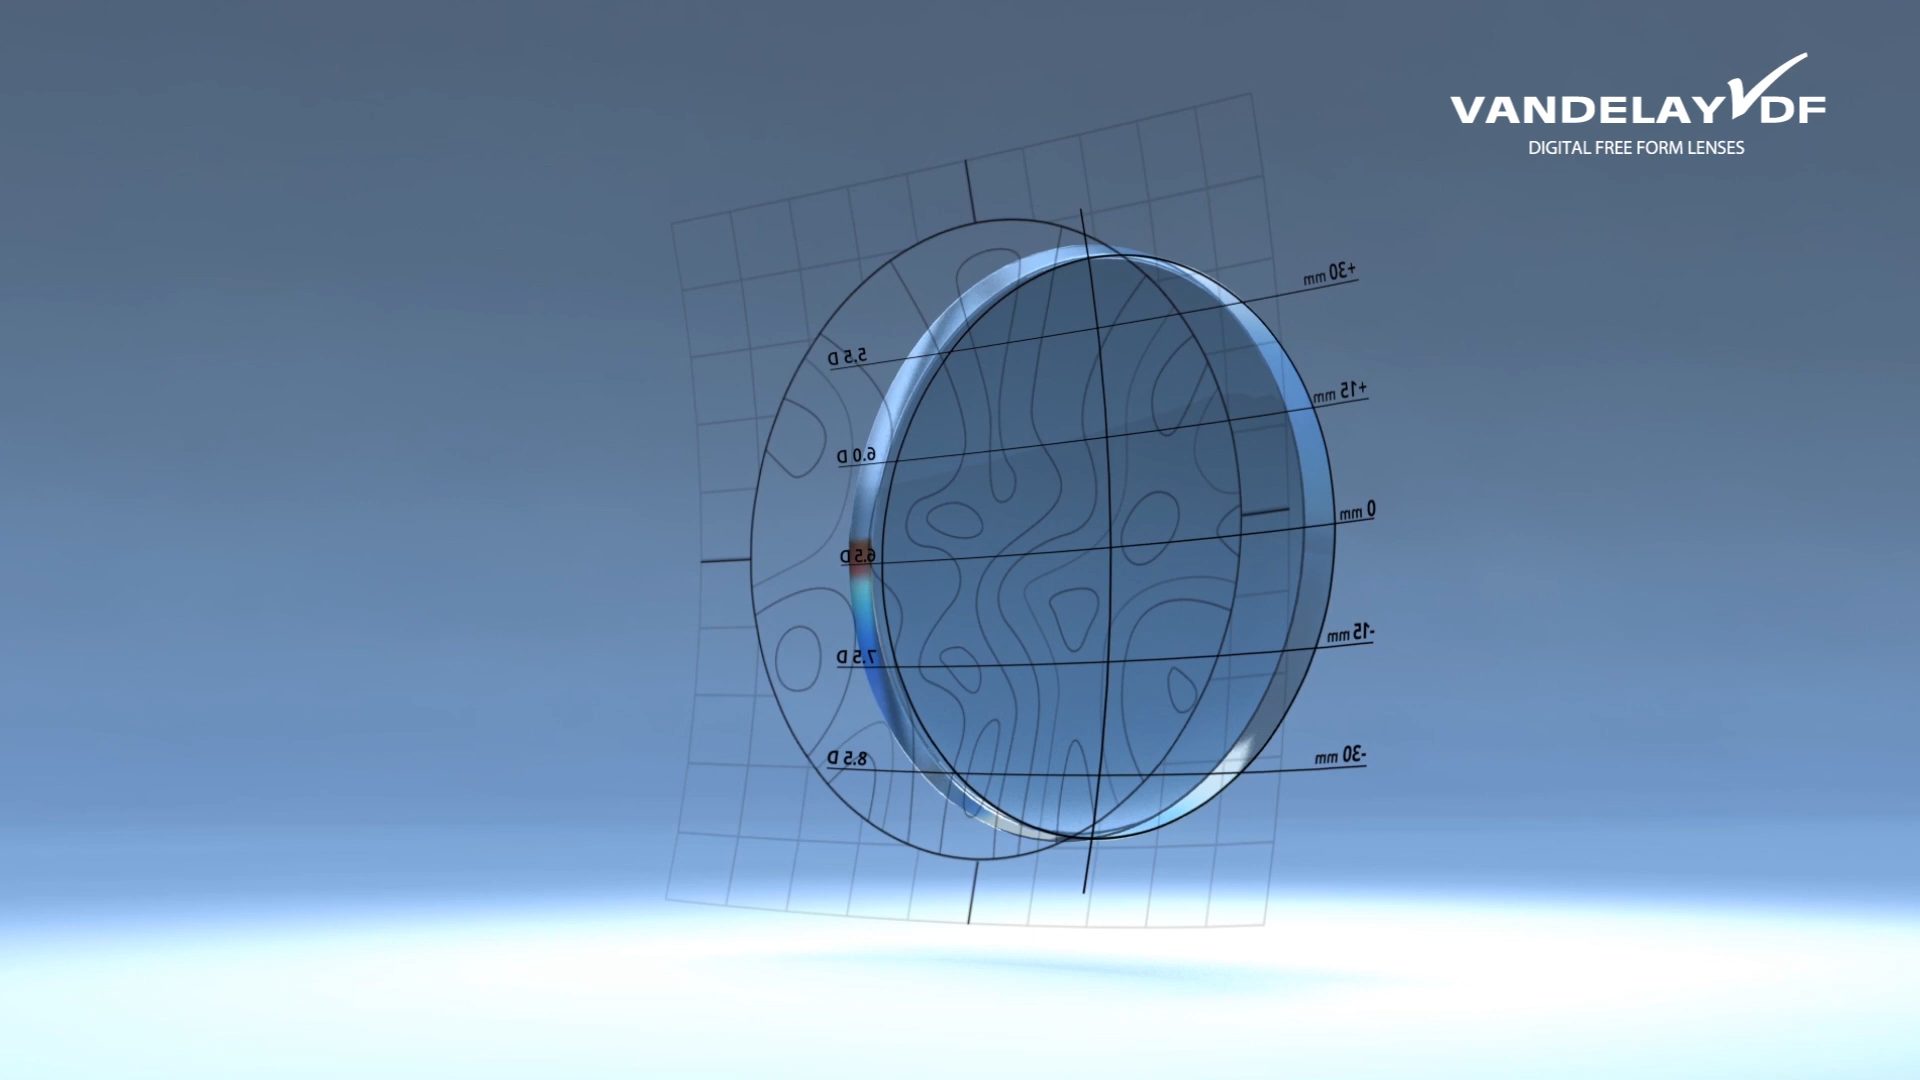 VANDELAY DF
DIGITAL FREE FORM LENSES
+30 mm
5.5 D
+15 mm
6.0 D
0 mm
6.5 D
-15 mm
7.5 D
-30 mm
8.5 D